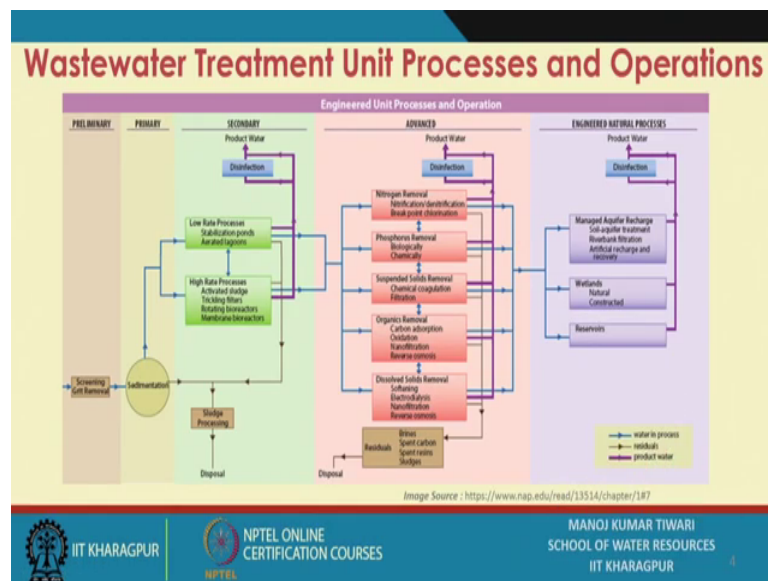 Wastewater Treatment Unit Processes and Operations
Engineered Unit Processes and Operation
PRELIMINARY
PRIMARY
SECONDARY
ADVANCED
ENGINEERED NATURAL PROCESSES
Product Water
Disinfection
Product Water
Disinfection
Product Water
Disinfection
Screening
Grit Removal
Sedimentation
Low Rate Processes
Stabilization ponds
Aerated lagoons
High Rate Processes
Activated sludge
Trickling filters
Rotating bioreactors
Membrane bioreactors
Sludge
Processing
Disposal
Nitrogen Removal
Nitrification/denitrification
Break point chlorination
Phosphorus Removal
Biologically
Chemically
Suspended Solids Removal
Chemical coagulation
Filtration
Organics Removal
Carbon adsorption
Oxidation
Nanofiltration
Reverse osmosis
Dissolved Solids Removal
Softening
Electrodialysis
Nanofiltration
Reverse osmosis
Residuals
Brines
Spent carbon
Spent resins
Sludges
Disposal
Managed Aquifer Recharge
Soil-aquifer treatment
Riverbank filtration
Artificial recharge and
recovery
Wetlands
Natural
Constructed
Reservoirs
water in process
residuals
product water
Image Source : https://www.nap.edu/read/13514/chapter/1#7
IIT KHARAGPUR
NPTEL
NPTEL ONLINE
CERTIFICATION COURSES
MANOJ KUMAR TIWARI
SCHOOL OF WATER RESOURCES
IIT KHARAGPUR
4